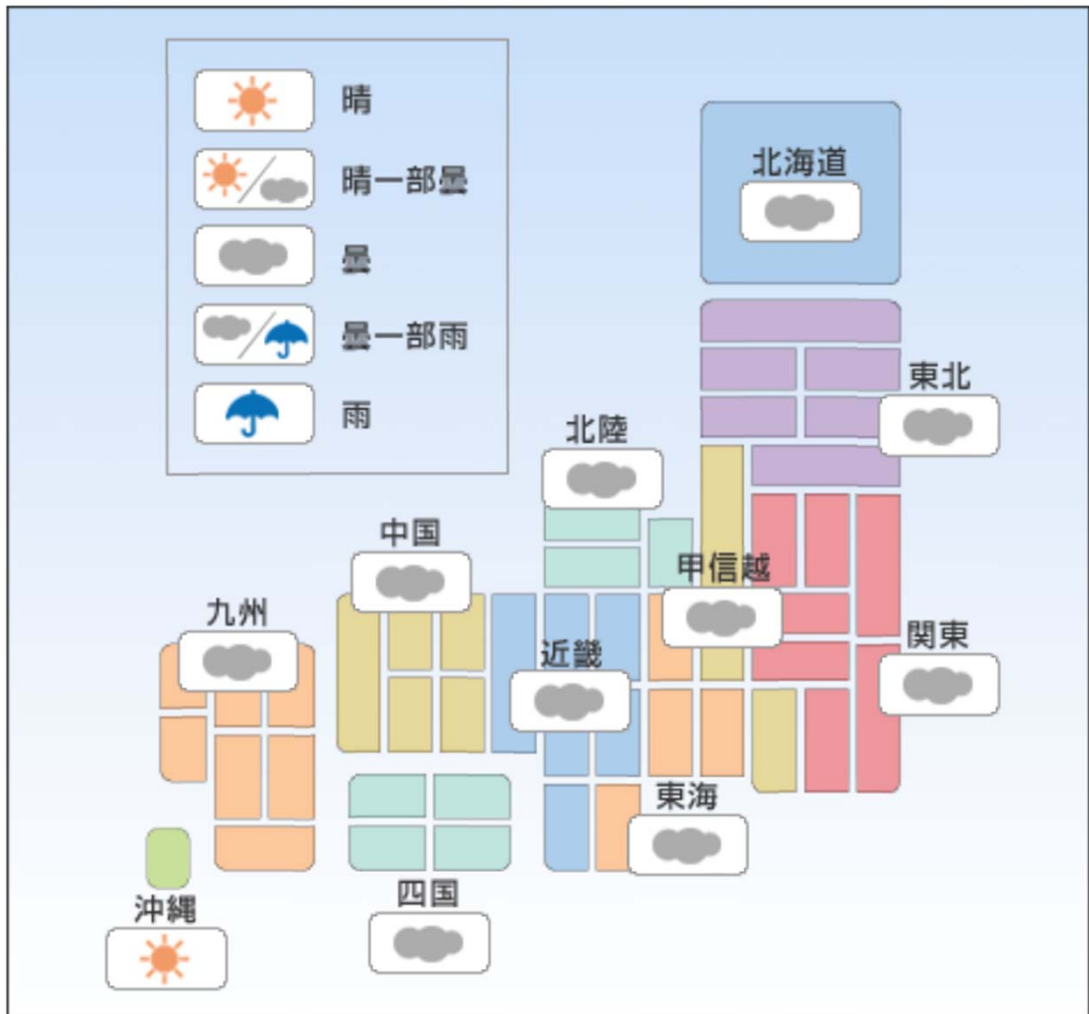 晴
晴一部曇
曇
曇一部雨
雨
北海道
東北
北陸
中国
甲信越
九州
関東
近畿
東海
四国
沖縄